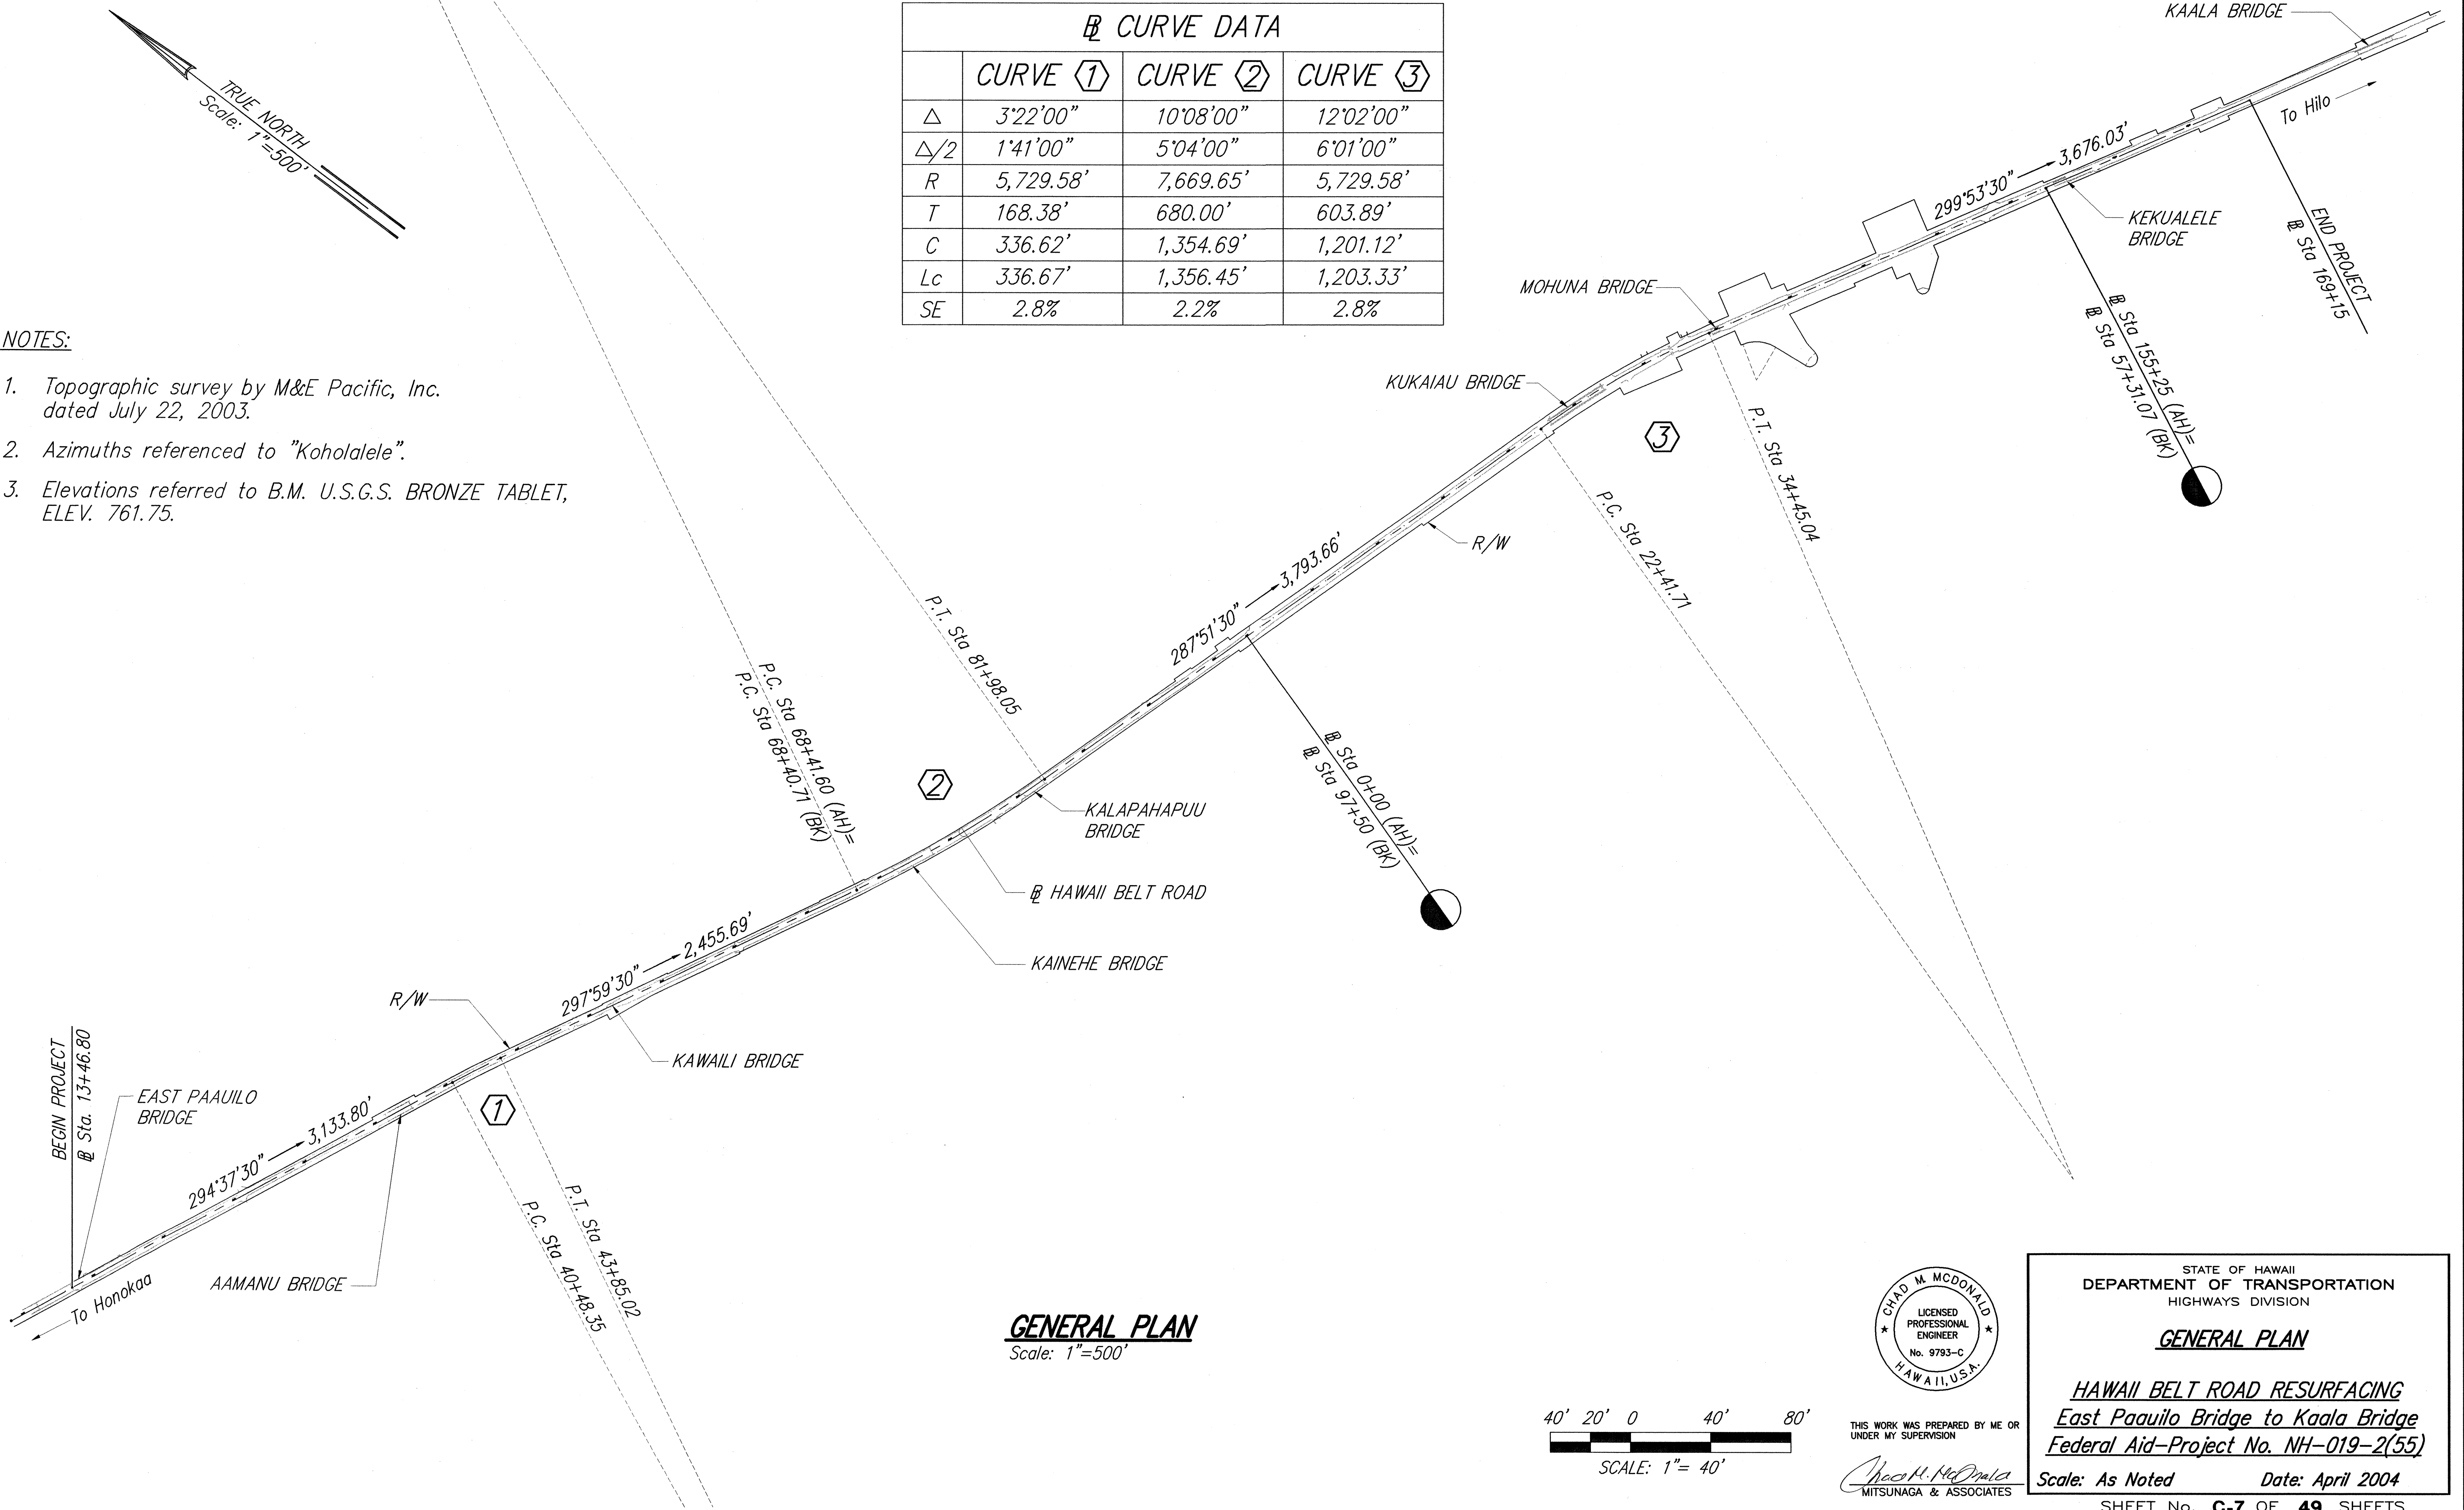 ℄ CURVE DATA
CURVE 1 CURVE 2 CURVE 3
△ 3°22'00" 10°08'00" 12°02'00"
△/2 1°41'00" 5°04'00" 6°01'00"
R 5,729.58' 7,669.65' 5,729.58'
T 168.38' 680.00' 603.89'
C 336.62' 1,354.69' 1,201.12'
Lc 336.67' 1,356.45' 1,203.33'
SE 2.8% 2.2% 2.8%
TRUE NORTH
Scale: 1"=500'
NOTES:
1. Topographic survey by M&E Pacific, Inc.
dated July 22, 2003.
2. Azimuths referenced to "Koholalele".
3. Elevations referred to B.M. U.S.G.S. BRONZE TABLET,
ELEV. 761.75.
KAALA BRIDGE
To Hilo
299°53'30" 3,676.03'
KEKUALELE
BRIDGE
END PROJECT
℄ Sta 169+15
℄ Sta 155+25 (AH)=
℄ Sta 57+31.07 (BK)
MOHUNA BRIDGE
KUKAIAU BRIDGE
3
P.T. Sta 34+45.04
P.C. Sta 22+41.71
R/W
287°51'30" 3,793.66'
℄ Sta 0+00 (AH)=
℄ Sta 97+50 (BK)
P.T. Sta 81+98.05
P.C. Sta 68+41.60 (AH)=
P.C. Sta 68+40.71 (BK)
2
KALAPAHAPUU
BRIDGE
℄ HAWAII BELT ROAD
KAINEHE BRIDGE
297°59'30" 2,455.69'
R/W
KAWAILI BRIDGE
1
BEGIN PROJECT
℄ Sta. 13+46.80
EAST PAAUILO
BRIDGE
294°37'30" 3,133.80'
AAMANU BRIDGE
To Honokaa
P.T. Sta 43+85.02
P.C. Sta 40+48.35
GENERAL PLAN
Scale: 1"=500'
40' 20' 0 40' 80'
SCALE: 1"= 40'
CHAD M. MCDONALD
LICENSED
PROFESSIONAL
ENGINEER
No. 9793-C
HAWAII, U.S.A.
THIS WORK WAS PREPARED BY ME OR
UNDER MY SUPERVISION
Chad M. McDonald
MITSUNAGA & ASSOCIATES
STATE OF HAWAII
DEPARTMENT OF TRANSPORTATION
HIGHWAYS DIVISION
GENERAL PLAN
HAWAII BELT ROAD RESURFACING
East Paauilo Bridge to Kaala Bridge
Federal Aid-Project No. NH-019-2(55)
Scale: As Noted Date: April 2004
SHEET No. C-7 OF 49 SHEETS